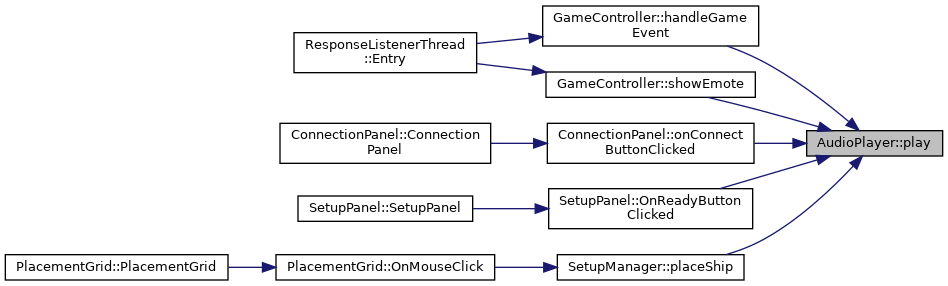 GameController::handleGame
Event
ResponseListenerThread
::Entry
GameController::showEmote
ConnectionPanel::Connection
Panel
ConnectionPanel::onConnect
ButtonClicked
AudioPlayer::play
SetupPanel::SetupPanel
SetupPanel::OnReadyButton
Clicked
PlacementGrid::PlacementGrid
PlacementGrid::OnMouseClick
SetupManager::placeShip